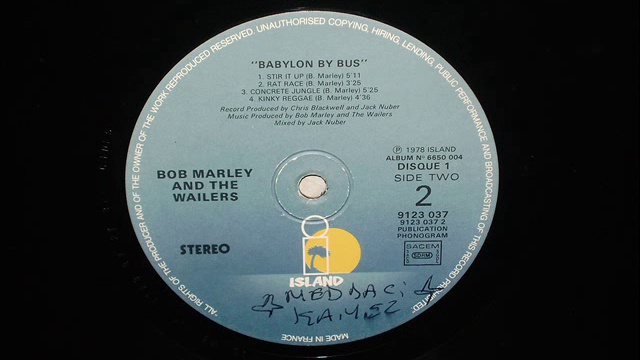 ALL RIGHTS OF THE PRODUCER AND OF THE OWNER OF THE WORK REPRODUCED RESERVED. UNAUTHORISED COPYING, HIRING, LENDING, PUBLIC PERFORMANCE AND BROADCASTING OF THIS RECORD PROHIBITED.
"BABYLON BY BUS"
1. STIR IT UP (B. Marley) 5'11
2. RAT RACE (B. Marley) 3'25
3. CONCRETE JUNGLE (B. Marley) 5'25
4. KINKY REGGAE (B. Marley) 4'36
Record Produced by Chris Blackwell and Jack Nuber
Music Produced by Bob Marley and The Wailers
Mixed by Jack Nuber
BOB MARLEY
AND THE
WAILERS
STEREO
Ⓟ 1978 ISLAND
ALBUM Nº 6650 004
DISQUE 1
SIDE TWO
2
9123 037
9123 037 2
PUBLICATION
PHONOGRAM
SACEM
SDRM
i
ISLAND
MEDDACi
MADE IN FRANCE